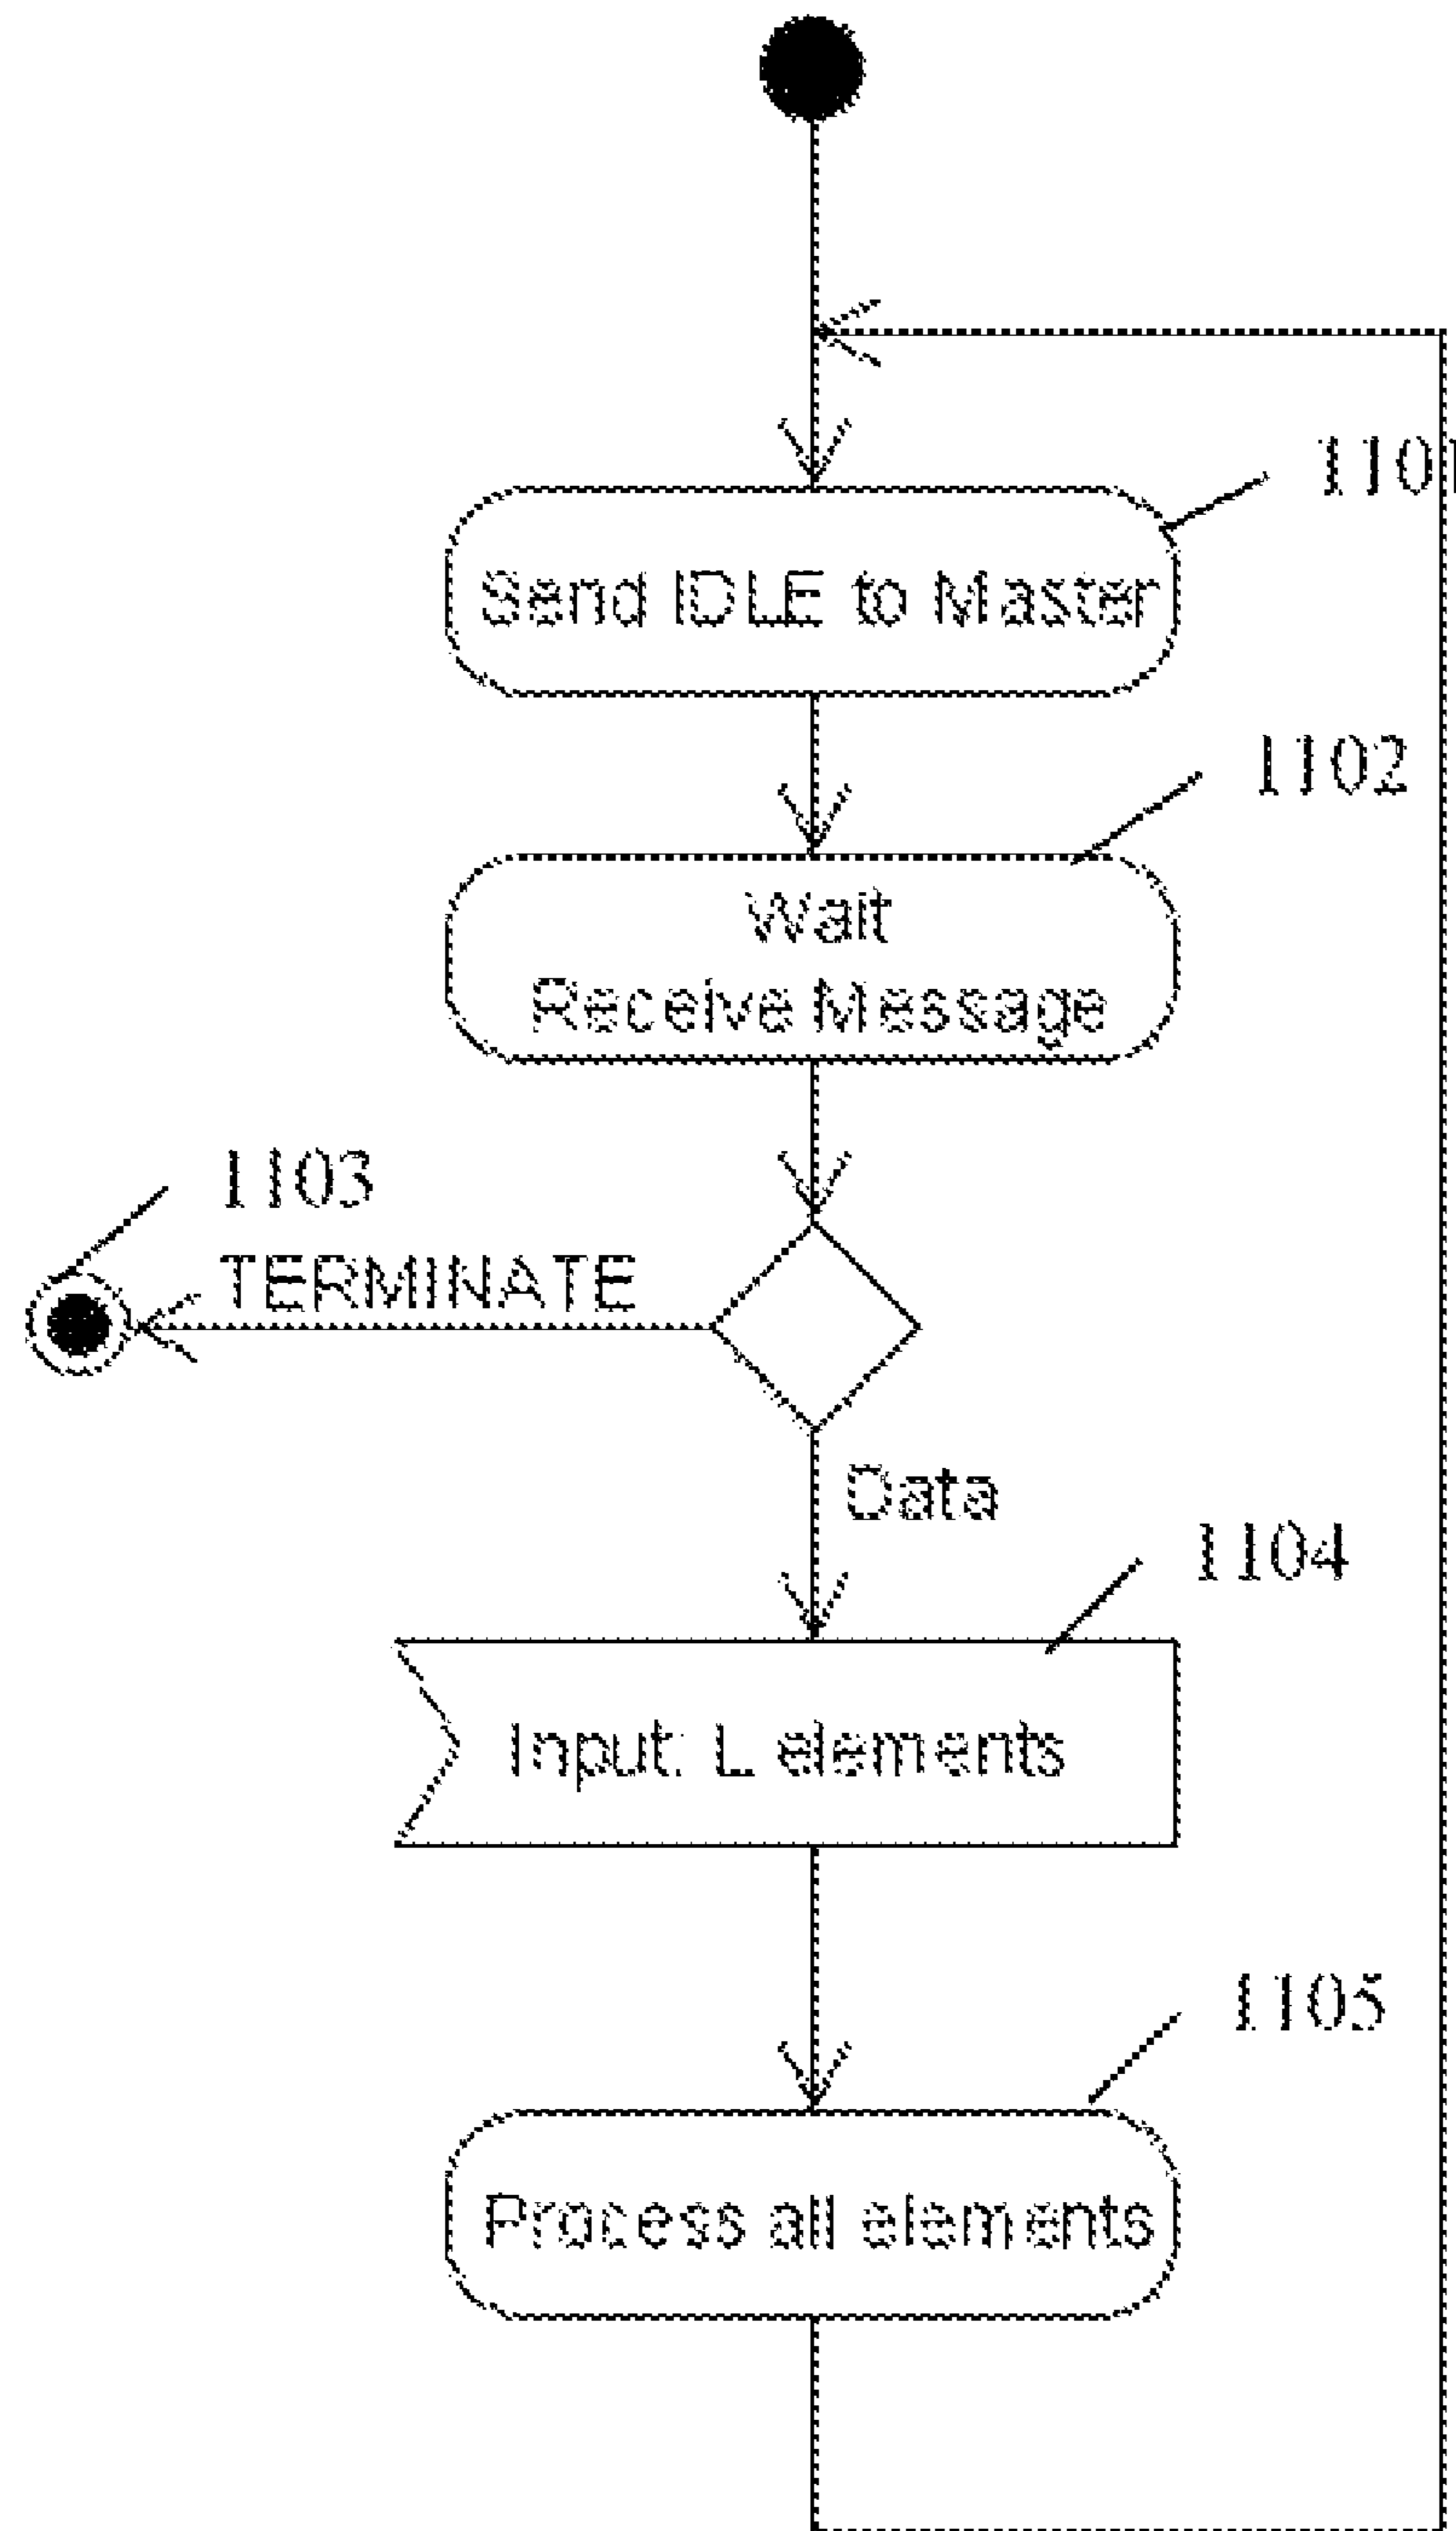 1101
Send IDLE to Master
1102
Wait
Receive Message
1103
TERMINATE
Data
1104
Input: L elements
1105
Process all elements